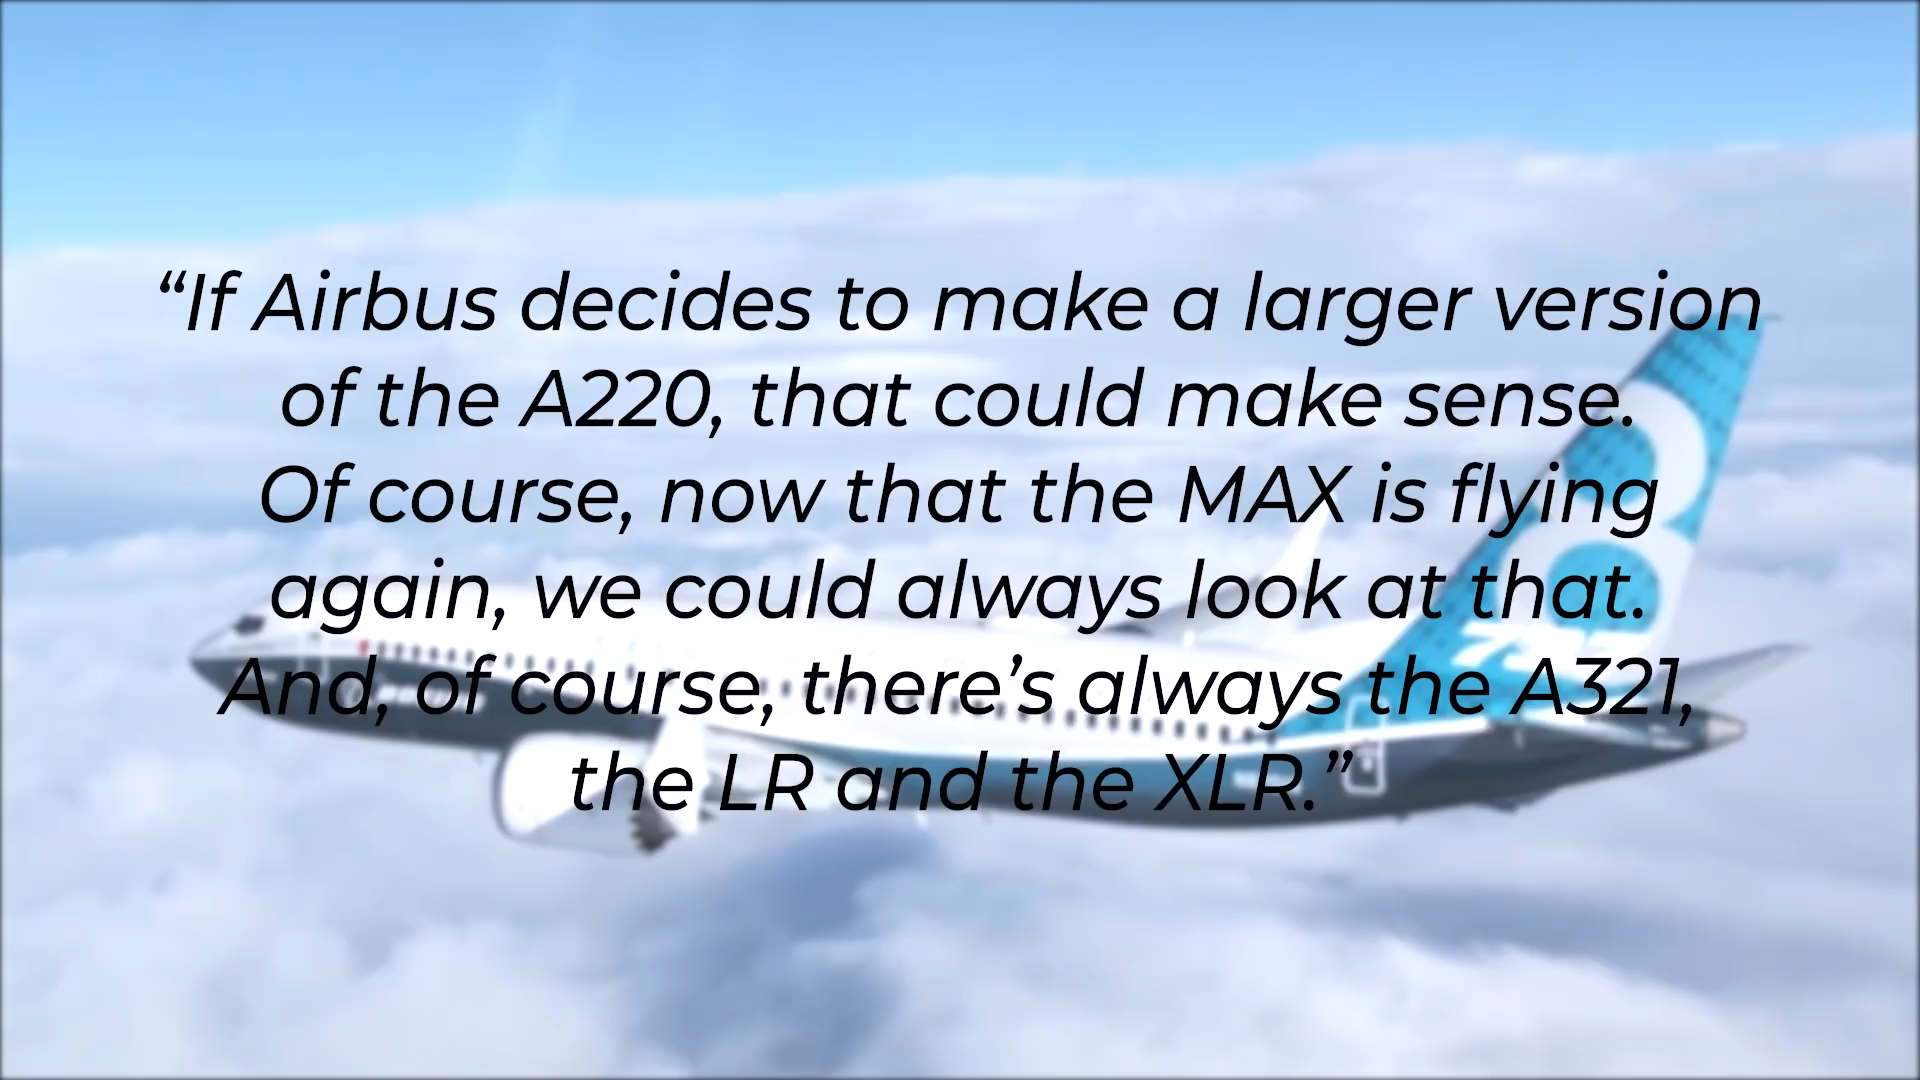 “If Airbus decides to make a larger version
of the A220, that could make sense.
Of course, now that the MAX is flying
again, we could always look at that.
And, of course, there’s always the A321,
the LR and the XLR.”
8
737